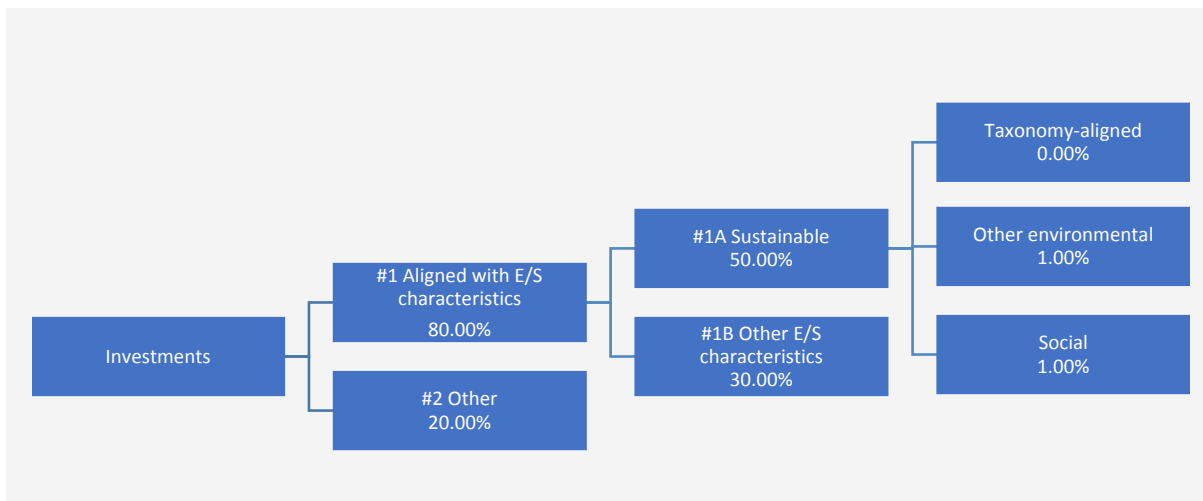 Investments
#1 Aligned with E/S
characteristics
80.00%
#2 Other
20.00%
#1A Sustainable
50.00%
#1B Other E/S
characteristics
30.00%
Taxonomy-aligned
0.00%
Other environmental
1.00%
Social
1.00%